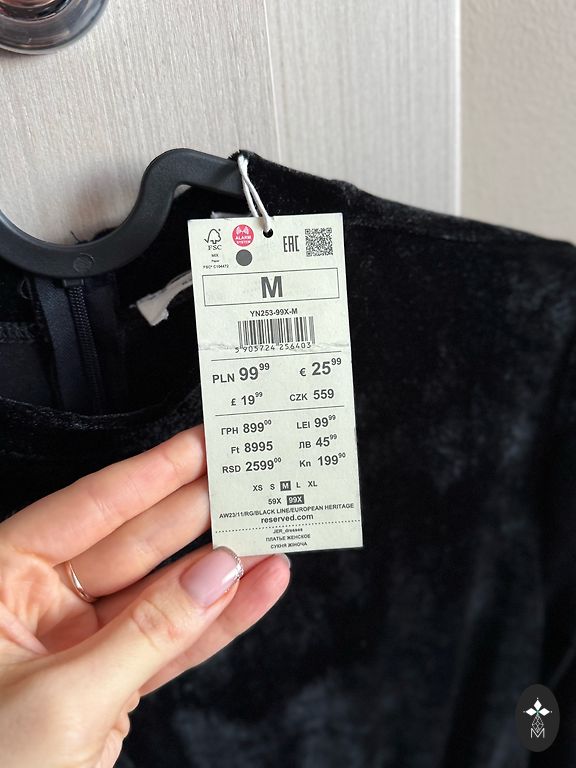 FSC
ALARM
SYSTEM
EAC
MIX
Paper
FSC® C104472
M
YN253-99X-M
5 905724 256403
PLN 99⁹⁹ € 25⁹⁹
£ 19⁹⁹ CZK 559
ГРН 899⁰⁰ LEI 99⁹⁹
Ft 8995 ЛВ 45⁹⁹
RSD 2599⁰⁰ Kn 199⁹⁰
XS S M L XL
59X 99X
AW23/11/RG/BLACK LINE/EUROPEAN HERITAGE
reserved.com
JER_dresses
ПЛАТЬЕ ЖЕНСКОЕ
СУКНЯ ЖІНОЧА
M